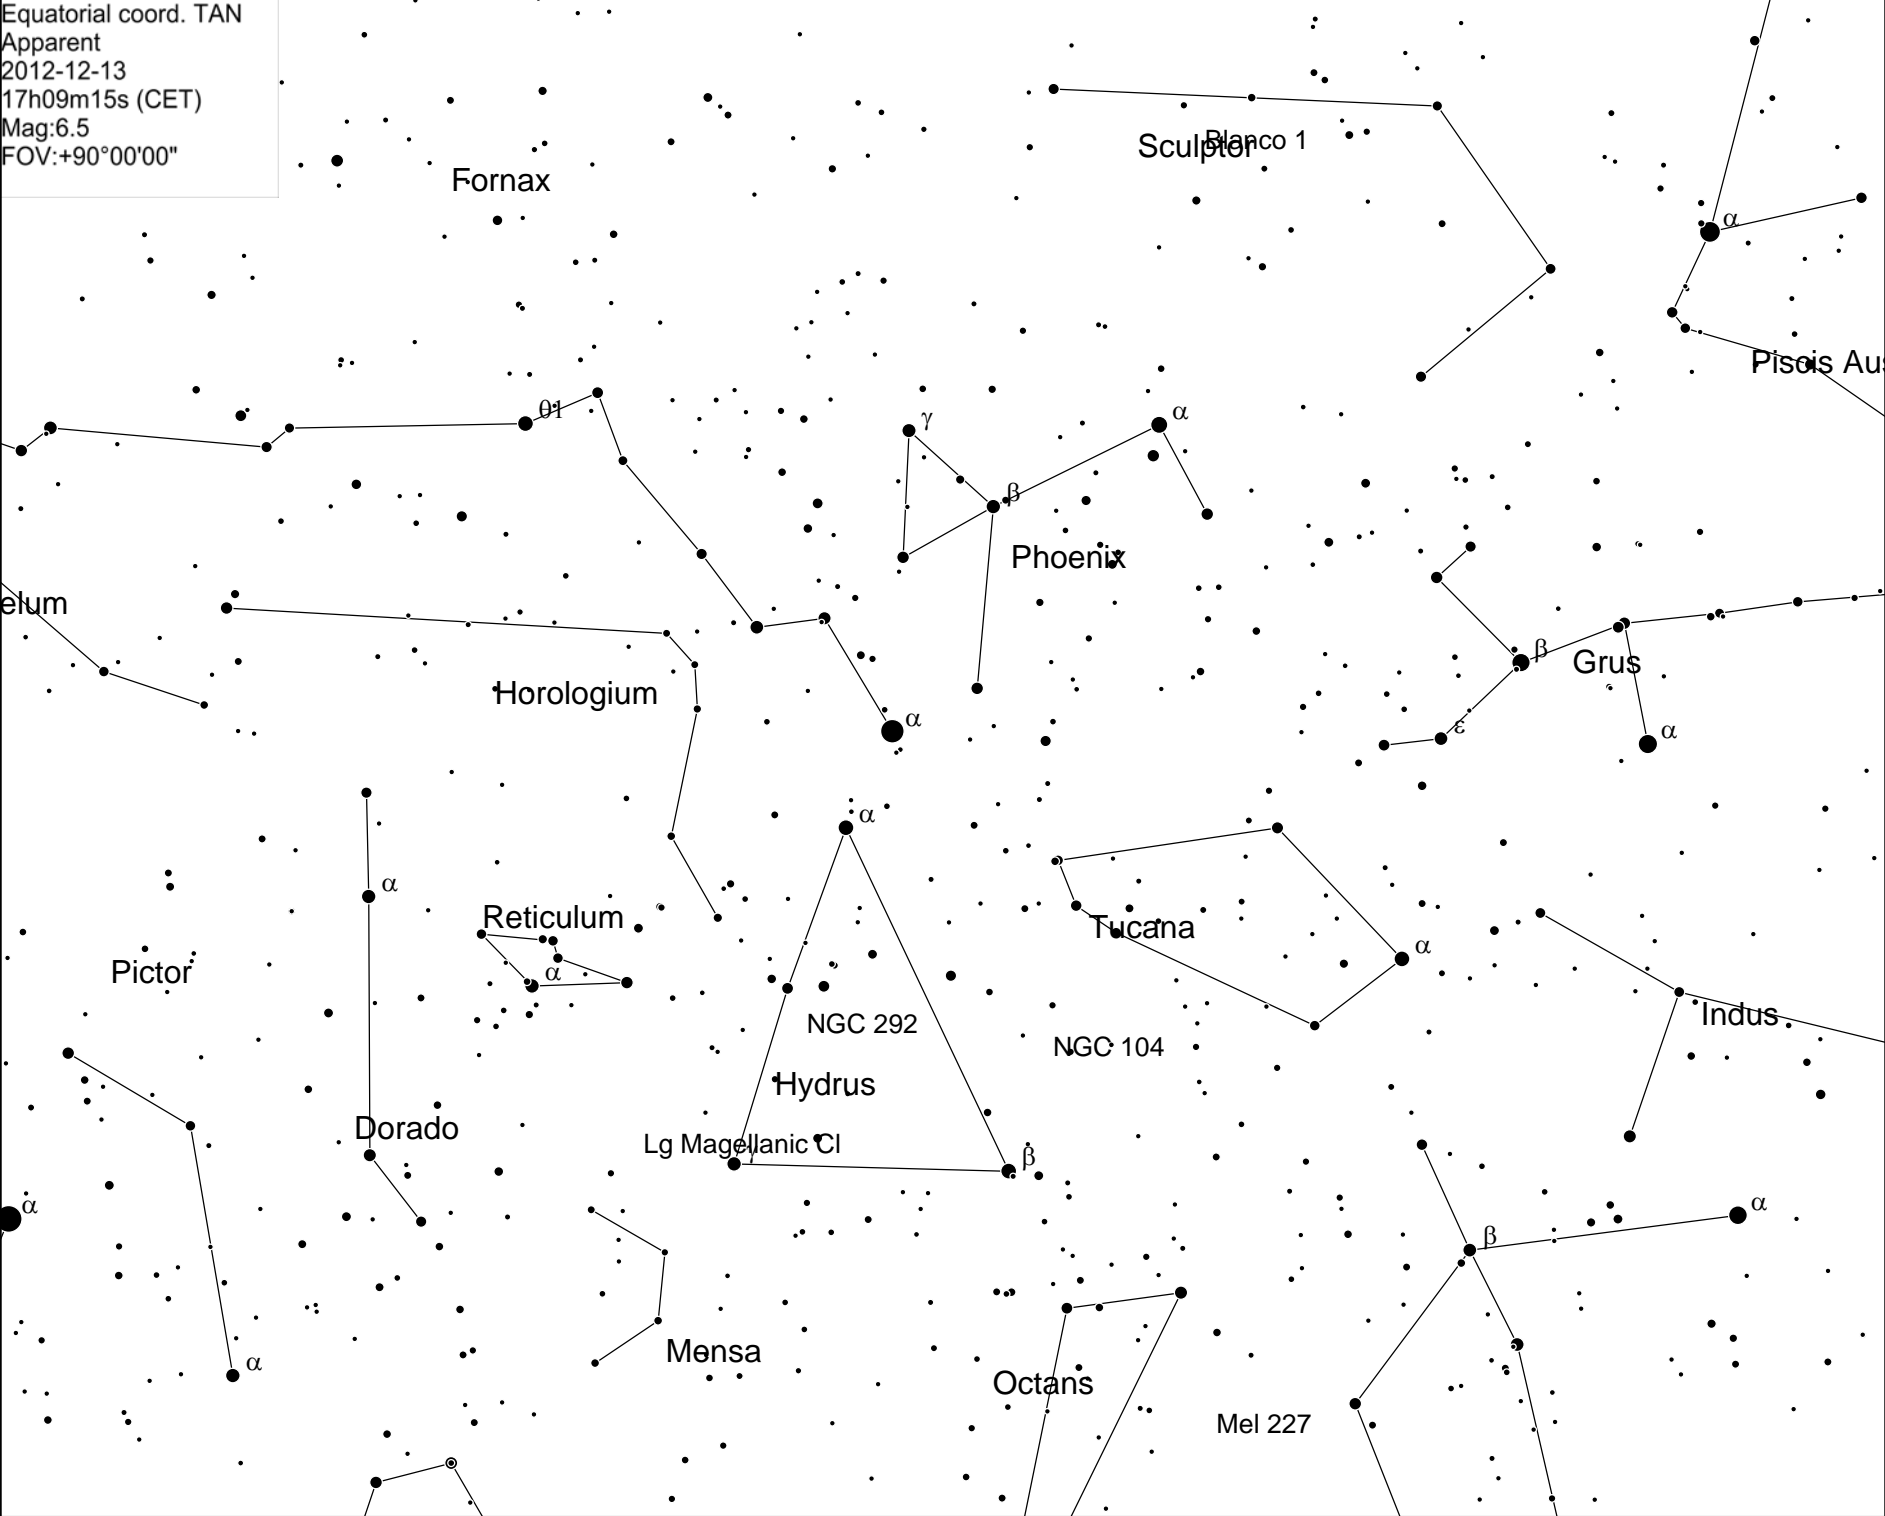 Equatorial coord. TAN
Apparent
2012-12-13
17h09m15s (CET)
Mag:6.5
FOV:+90°00'00"
Fornax
Sculptor
Blanco 1
α
Piscis Aus
θ1
γ
α
β
Phoenix
elum
β
Grus
Horologium
α
ε
α
α
α
Reticulum
Tucana
α
Pictor
α
Indus
NGC 292
NGC 104
Hydrus
Dorado
Lg Magellanic Cl
γ
β
α
α
β
Mensa
α
Octans
Mel 227